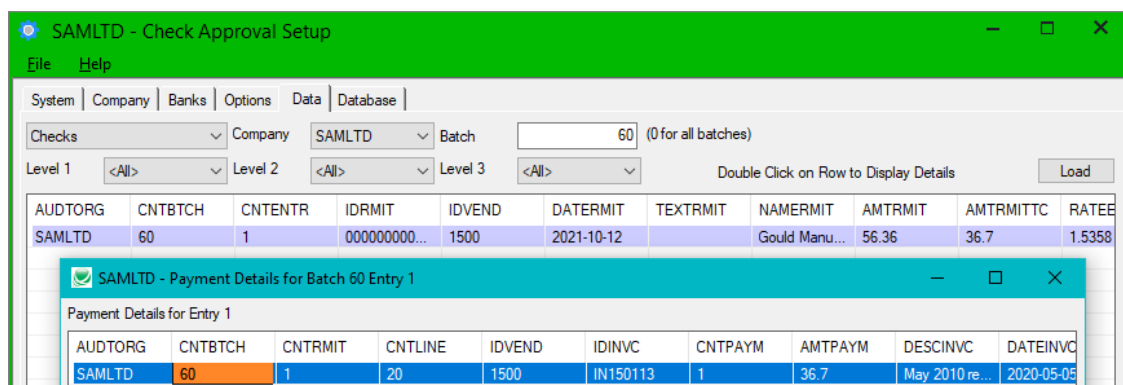 SAMLTD - Check Approval Setup
File Help
System Company Banks Options Data Database
Checks Company SAMLTD Batch 60 (0 for all batches)
Level 1 <All> Level 2 <All> Level 3 <All> Double Click on Row to Display Details Load
AUDTORG CNTBTCH CNTENTR IDRMIT IDVEND DATERMIT TEXTRMIT NAMERMIT AMTRMIT AMTRMITTC RATEE
SAMLTD 60 1 000000000... 1500 2021-10-12 Gould Manu... 56.36 36.7 1.5358
SAMLTD - Payment Details for Batch 60 Entry 1
Payment Details for Entry 1
AUDTORG CNTBTCH CNTRMIT CNTLINE IDVEND IDINVC CNTPAYM AMTPAYM DESCINVC DATEINVC
SAMLTD 60 1 20 1500 IN150113 1 36.7 May 2010 re... 2020-05-05